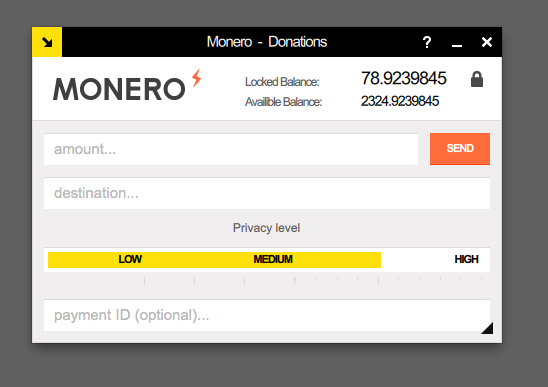 Monero - Donations ?
MONERO
Locked Balance: 78.9239845
Availible Balance: 2324.9239845
amount... SEND
destination...
Privacy level
LOW MEDIUM HIGH
payment ID (optional)...